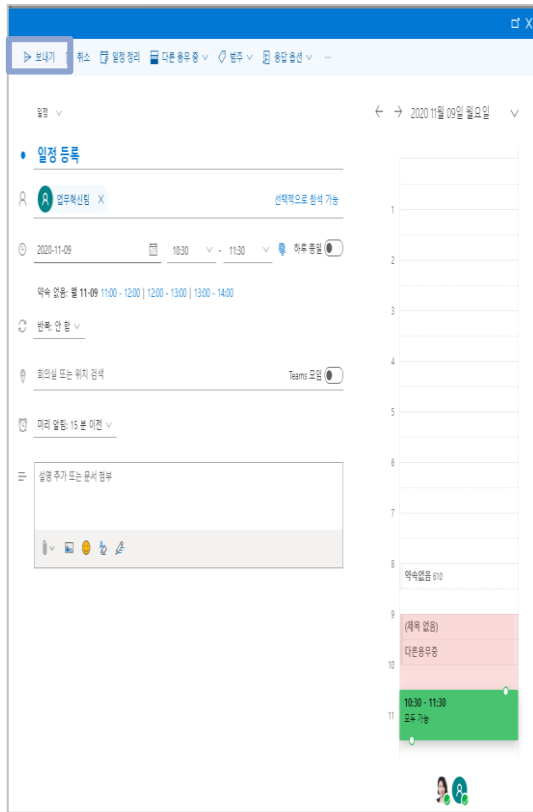 보내기 취소 일정 정리 다른 용무 중 범주 응답 옵션 ...
일정
2020 11월 09일 월요일
일정 등록
업무혁신팀 X 선택적으로 참석 가능
2020-11-09 10:30 - 11:30 하루 종일
약속 없음: 월 11-09 11:00 - 12:00 | 12:00 - 13:00 | 13:00 - 14:00
반복: 안 함
회의실 또는 위치 검색 Teams 모임
미리 알림: 15 분 이전
설명 추가 또는 문서 첨부
1
2
3
4
5
6
7
8
약속없음 610
9
(제목 없음)
다른용무중
10
10:30 - 11:30
11 모두 가능